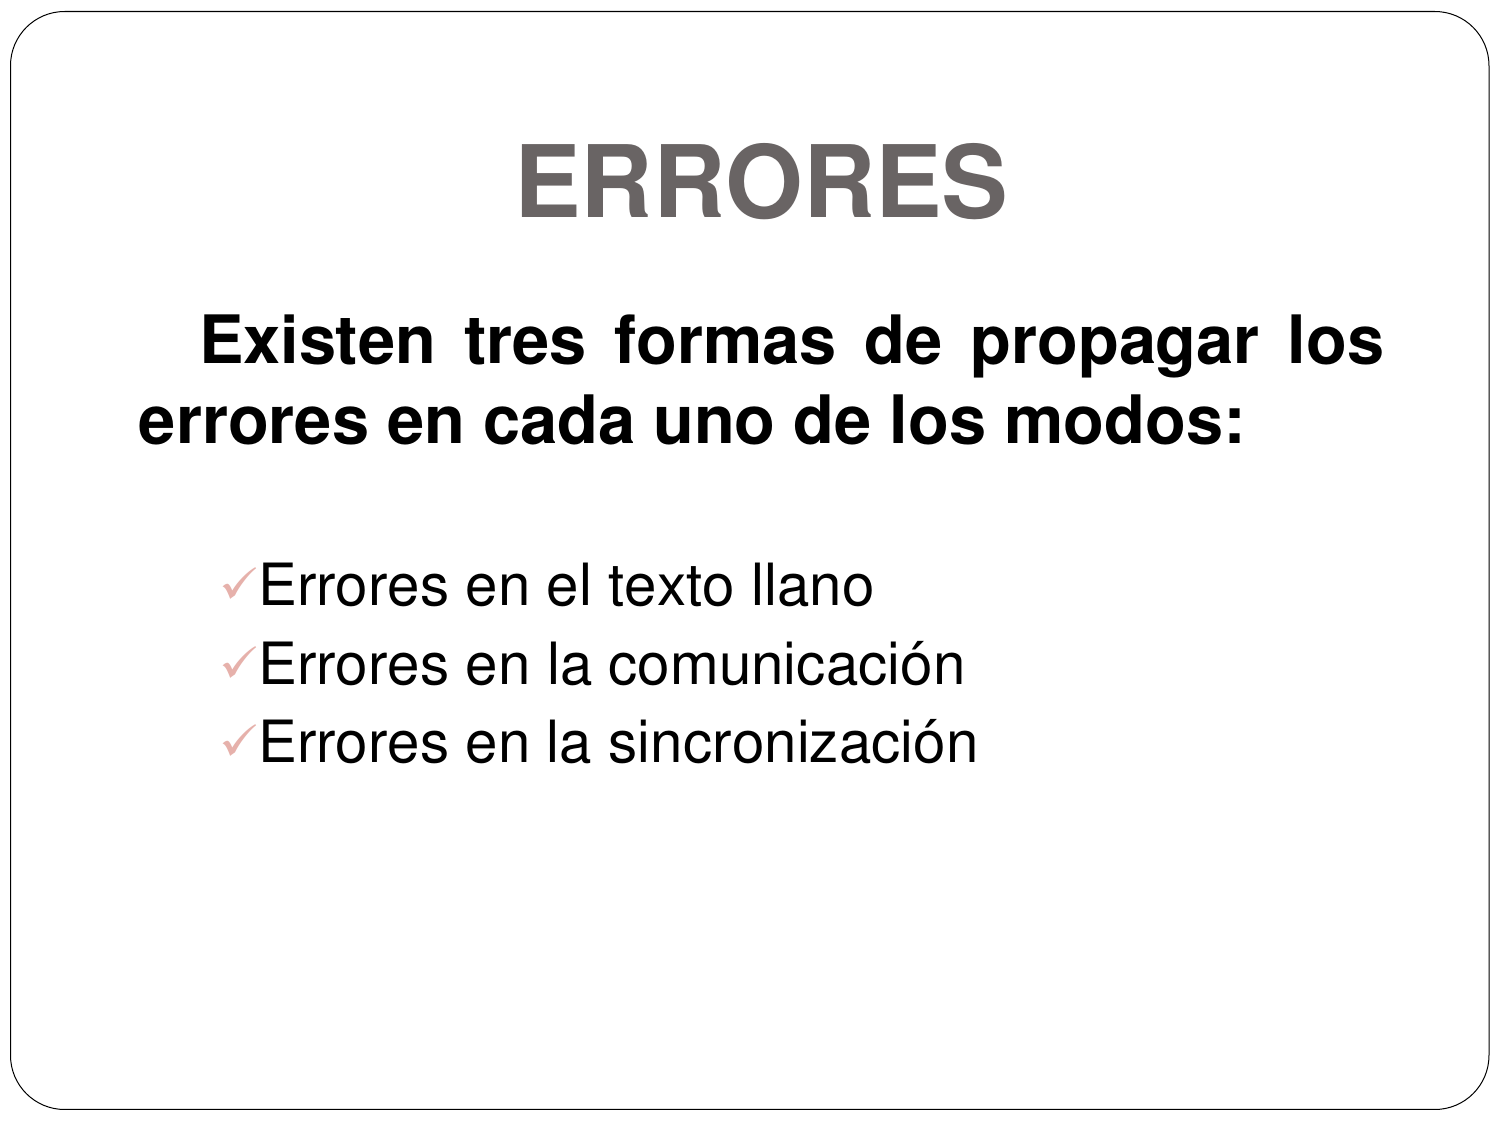 ERRORES
Existen tres formas de propagar los
errores en cada uno de los modos:
✓Errores en el texto llano
✓Errores en la comunicación
✓Errores en la sincronización